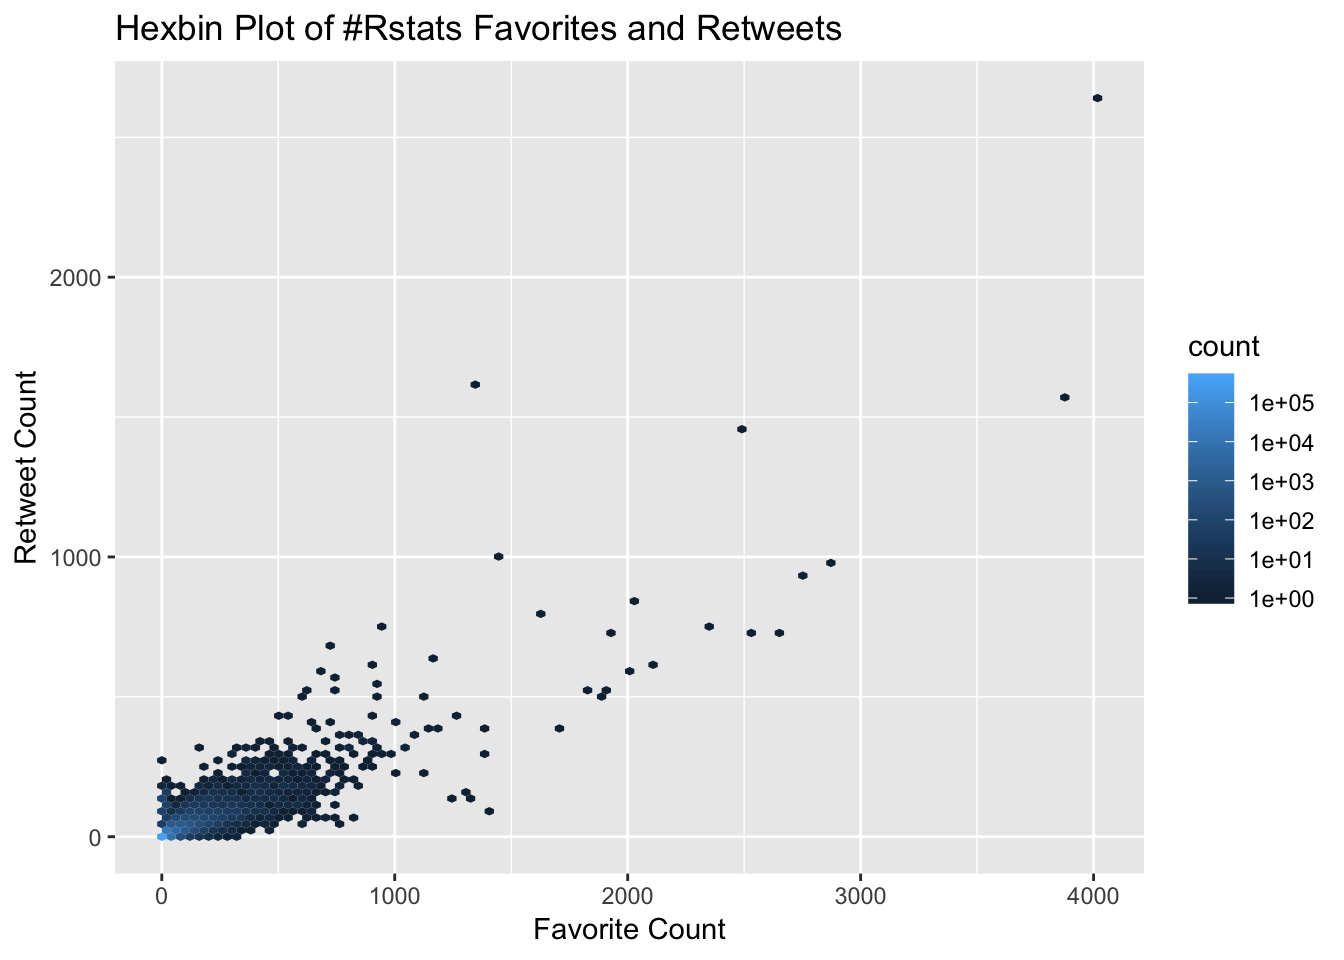 Hexbin Plot of #Rstats Favorites and Retweets
2000
1000
0
Retweet Count
0 1000 2000 3000 4000
Favorite Count
count
1e+05
1e+04
1e+03
1e+02
1e+01
1e+00